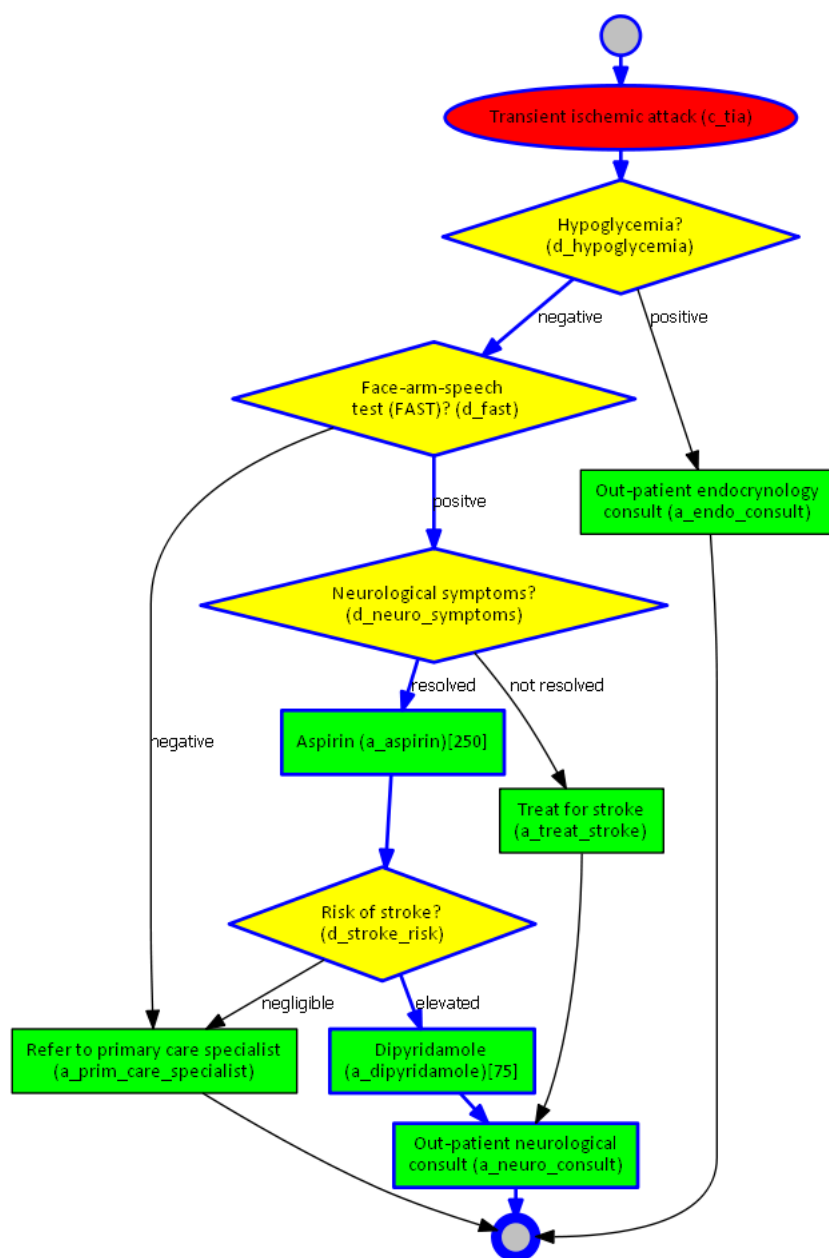 Transient ischemic attack (c_tia)
Hypoglycemia?
(d_hypoglycemia)
negative
positive
Face-arm-speech
test (FAST)? (d_fast)
Out-patient endocrynology
consult (a_endo_consult)
positve
Neurological symptoms?
(d_neuro_symptoms)
resolved
not resolved
negative
Aspirin (a_aspirin)[250]
Treat for stroke
(a_treat_stroke)
Risk of stroke?
(d_stroke_risk)
negligible
elevated
Refer to primary care specialist
(a_prim_care_specialist)
Dipyridamole
(a_dipyridamole)[75]
Out-patient neurological
consult (a_neuro_consult)